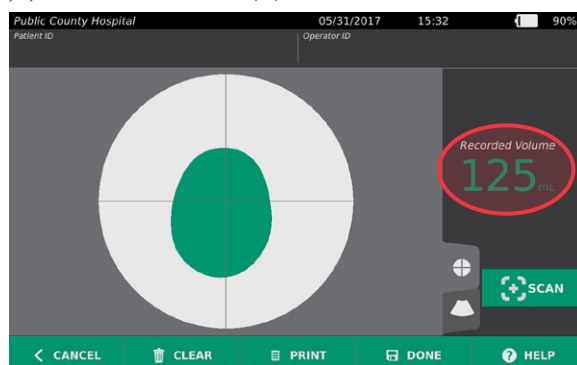 Public County Hospital 05/31/2017 15:32 90%
Patient ID Operator ID
Recorded Volume
125 mL
SCAN
CANCEL CLEAR PRINT DONE HELP